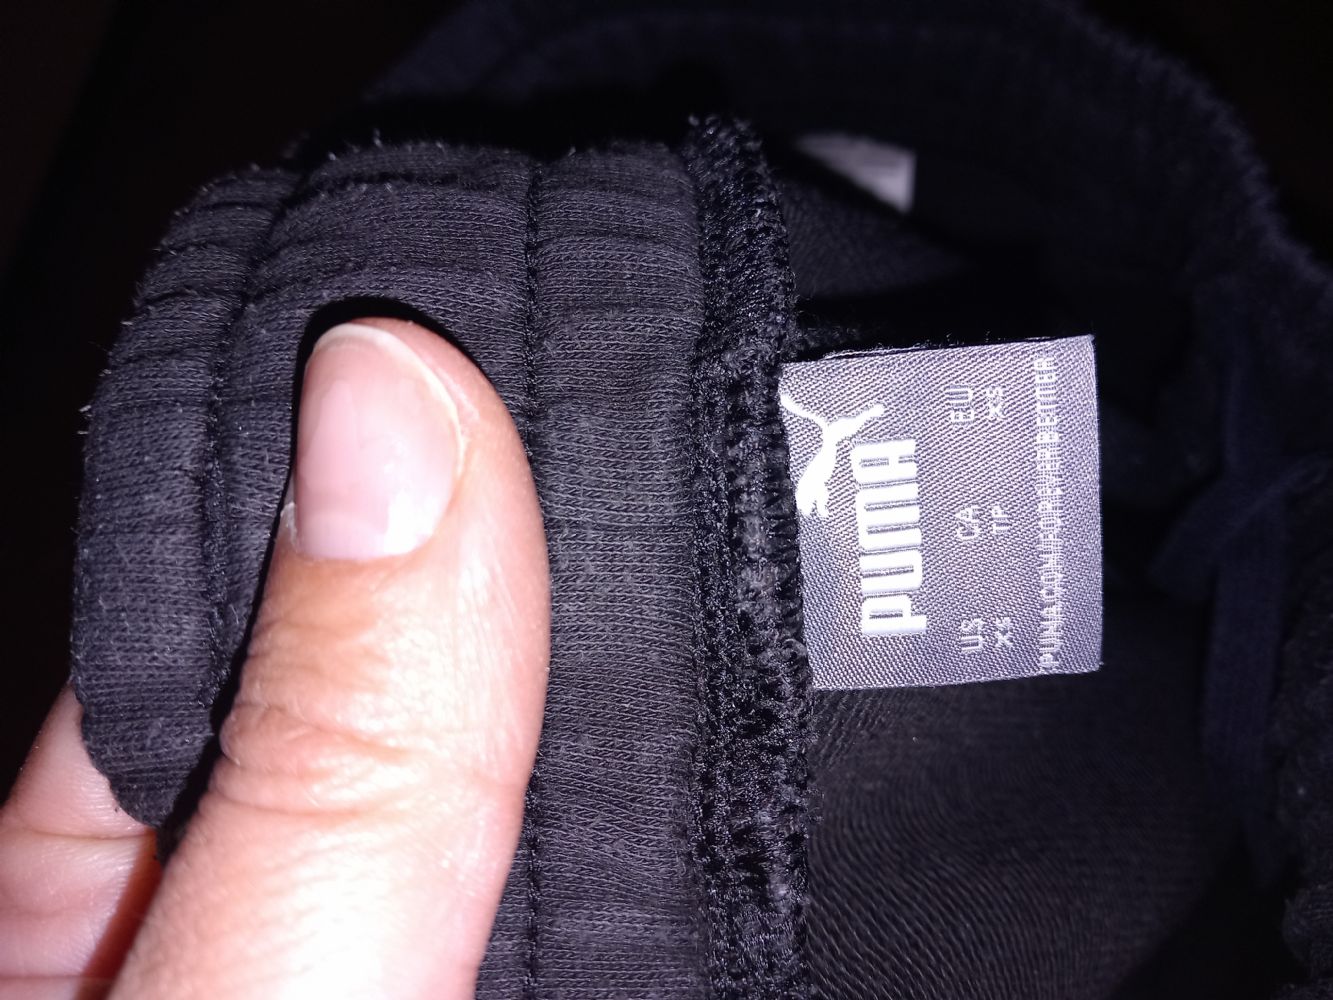 PUMA
US CA EU
XS TP XS
PUMA.COM/FOREVERBETTER